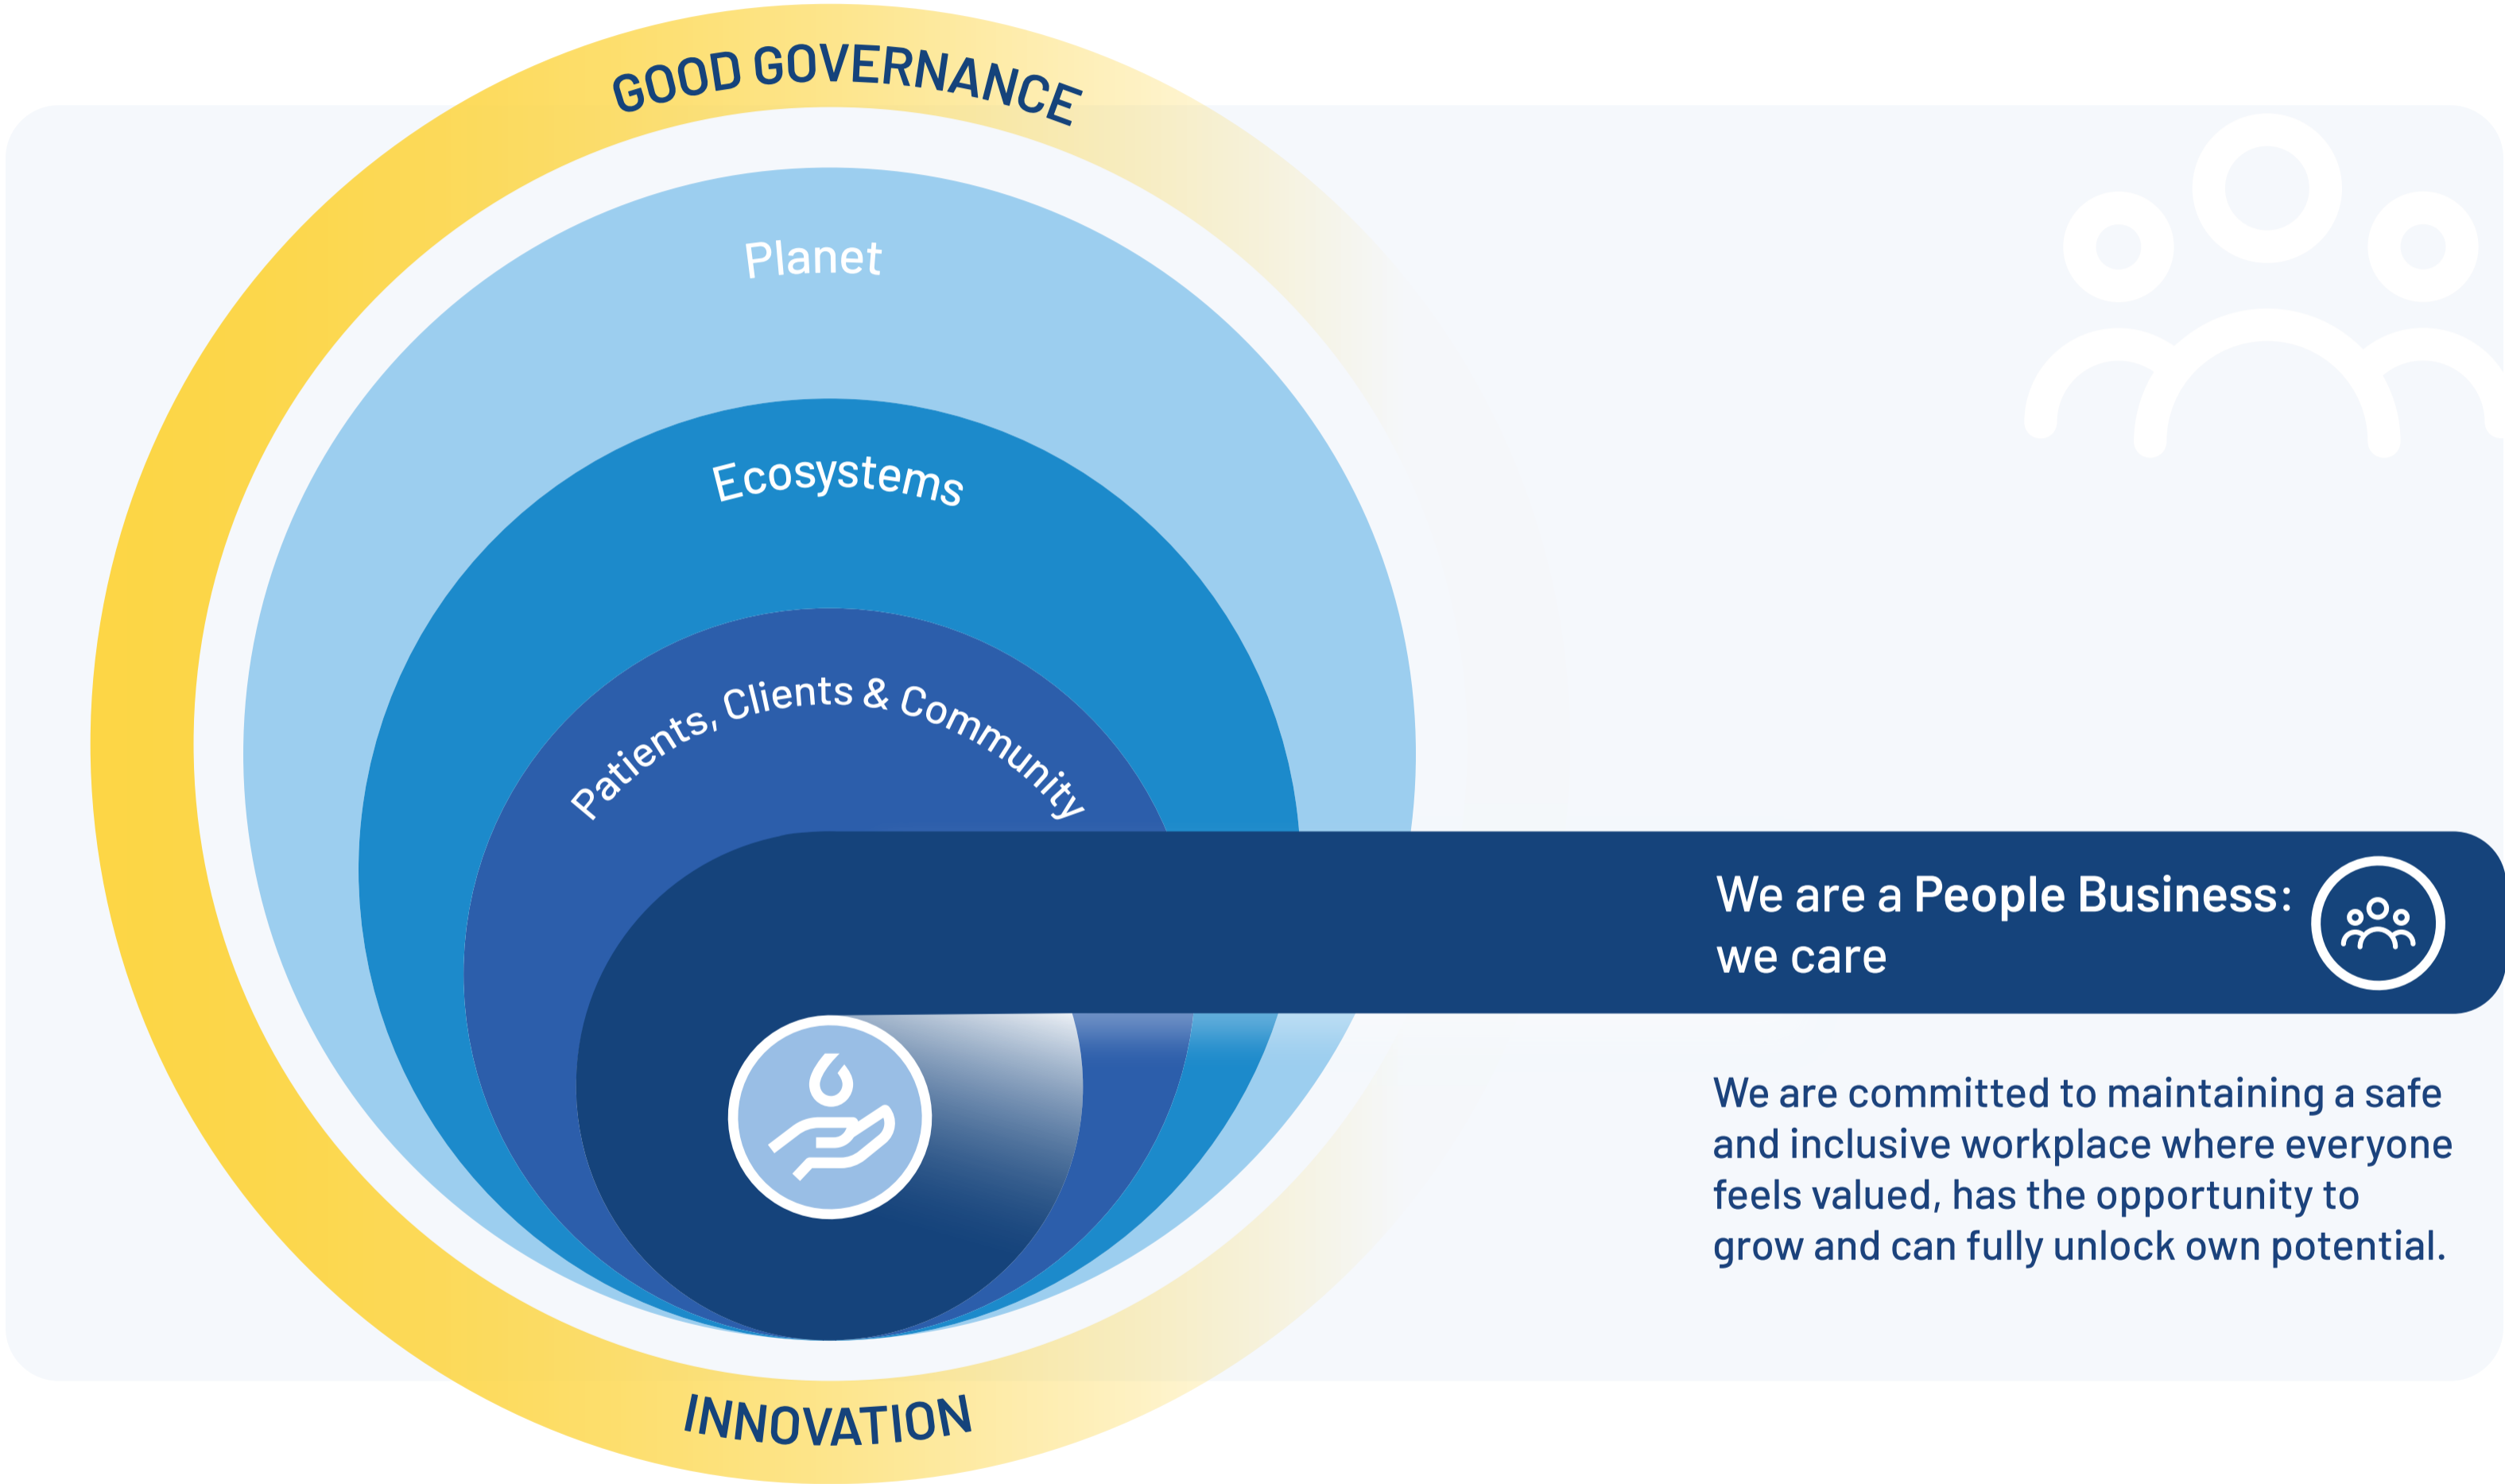 GOOD GOVERNANCE
Planet
Ecosystems
Patients, Clients & Community
We are a People Business:
we care
We are committed to maintaining a safe
and inclusive workplace where everyone
feels valued, has the opportunity to
grow and can fully unlock own potential.
INNOVATION